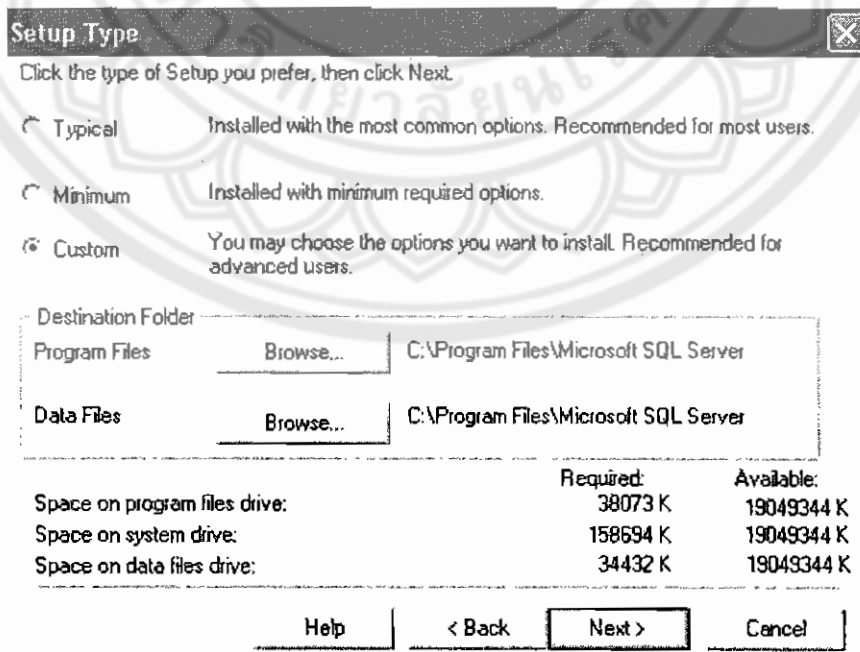 Setup Type
Click the type of Setup you prefer, then click Next.
Typical Installed with the most common options. Recommended for most users.
Minimum Installed with minimum required options.
Custom You may choose the options you want to install. Recommended for
advanced users.
Destination Folder
Program Files Browse... C:\Program Files\Microsoft SQL Server
Data Files Browse... C:\Program Files\Microsoft SQL Server
Required: Available:
Space on program files drive: 38073 K 19049344 K
Space on system drive: 158694 K 19049344 K
Space on data files drive: 34432 K 19049344 K
Help < Back Next > Cancel